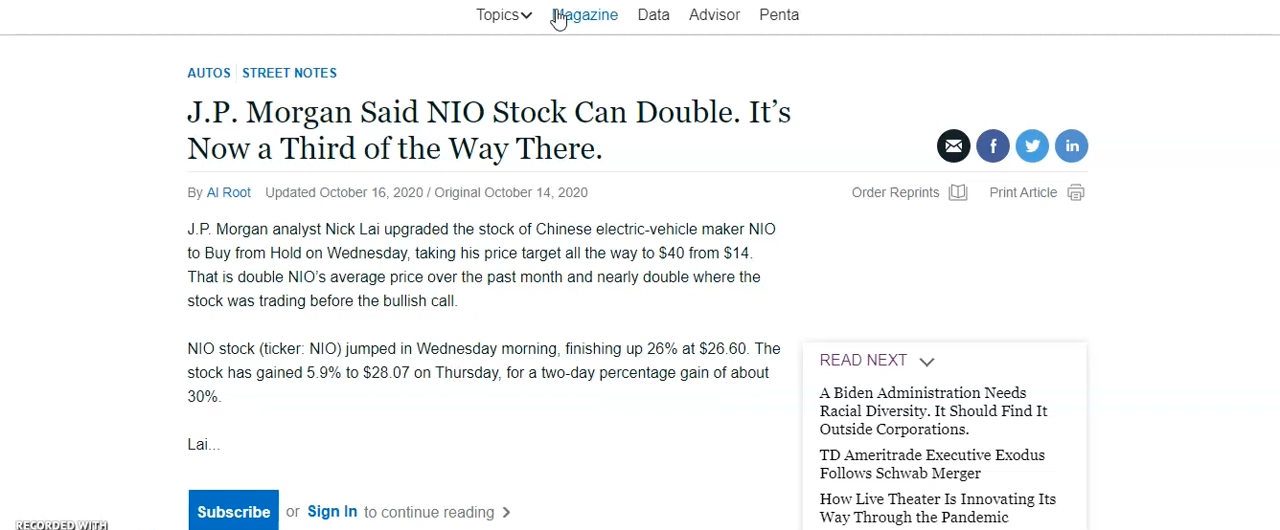 Topics Magazine Data Advisor Penta
AUTOS STREET NOTES
J.P. Morgan Said NIO Stock Can Double. It’s
Now a Third of the Way There.
f in
By Al Root Updated October 16, 2020 / Original October 14, 2020 Order Reprints Print Article
J.P. Morgan analyst Nick Lai upgraded the stock of Chinese electric-vehicle maker NIO
to Buy from Hold on Wednesday, taking his price target all the way to $40 from $14.
That is double NIO’s average price over the past month and nearly double where the
stock was trading before the bullish call.
NIO stock (ticker: NIO) jumped in Wednesday morning, finishing up 26% at $26.60. The
stock has gained 5.9% to $28.07 on Thursday, for a two-day percentage gain of about
30%.
Lai...
Subscribe or Sign In to continue reading
READ NEXT
A Biden Administration Needs
Racial Diversity. It Should Find It
Outside Corporations.
TD Ameritrade Executive Exodus
Follows Schwab Merger
How Live Theater Is Innovating Its
Way Through the Pandemic
RECORDED WITH